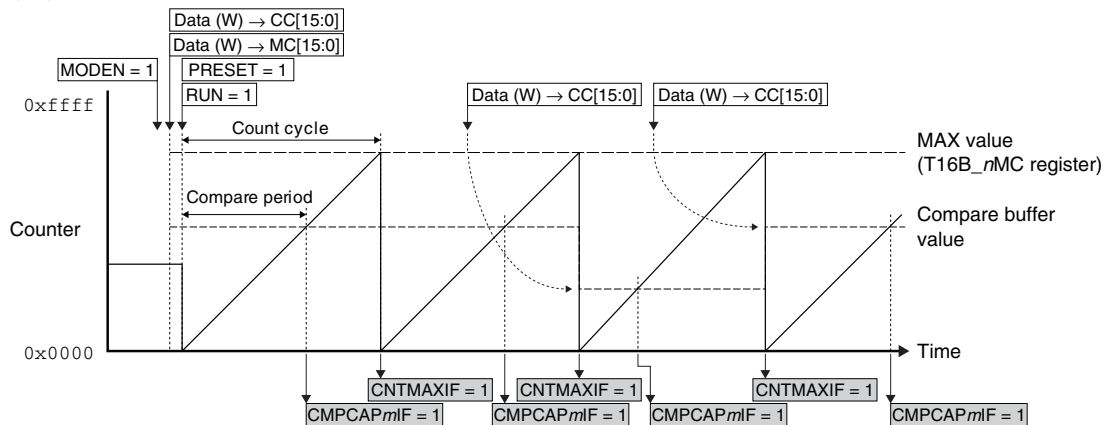 Data (W) → CC[15:0]
Data (W) → MC[15:0]
MODEN = 1
PRESET = 1
RUN = 1
Data (W) → CC[15:0]
Data (W) → CC[15:0]
0xffff
Count cycle
MAX value
(T16B_nMC register)
Compare period
Counter
Compare buffer
value
0x0000
Time
CNTMAXIF = 1
CNTMAXIF = 1
CNTMAXIF = 1
CMPCAPmIF = 1
CMPCAPmIF = 1
CMPCAPmIF = 1
CMPCAPmIF = 1